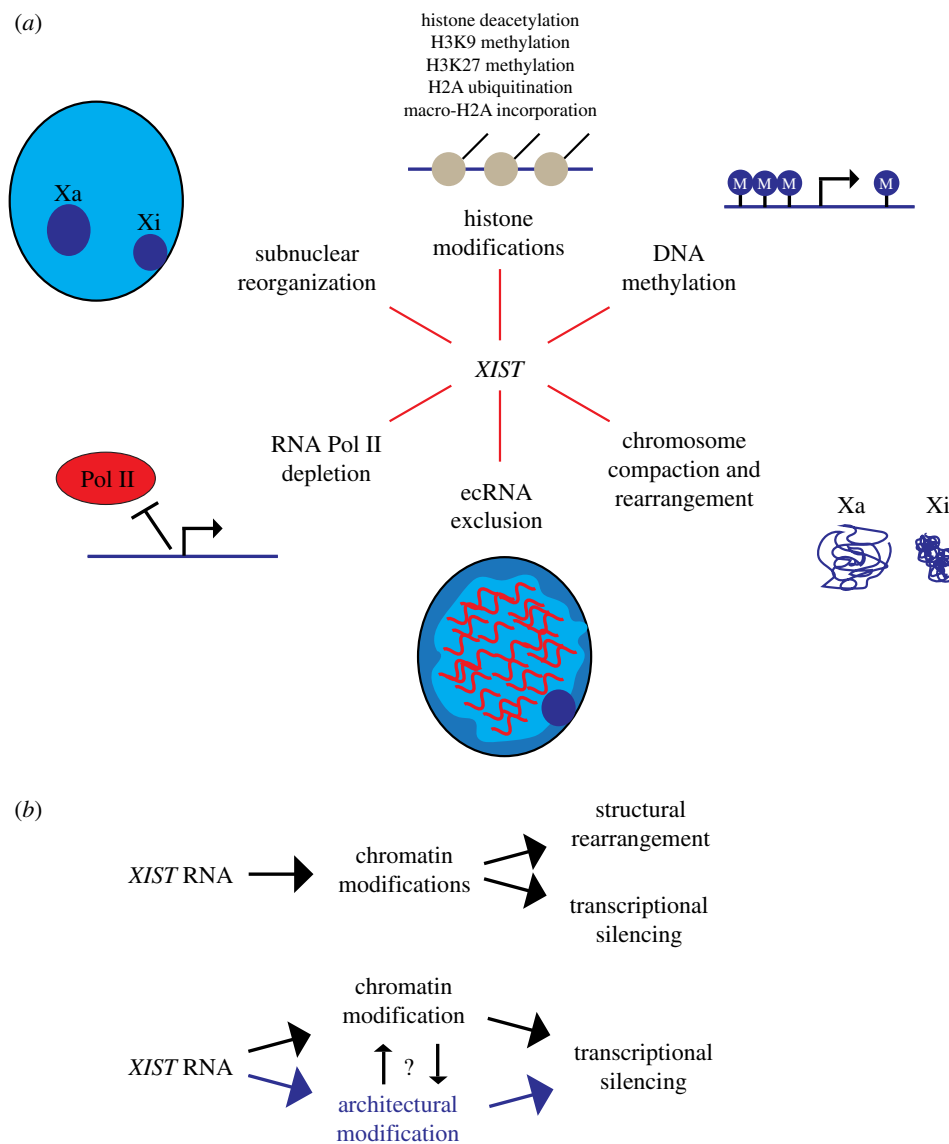 (a)
histone deacetylation
H3K9 methylation
H3K27 methylation
H2A ubiquitination
macro-H2A incorporation
Xa
Xi
M M M M
histone
modifications
subnuclear
reorganization
DNA
methylation
XIST
RNA Pol II
depletion
Pol II
ecRNA
exclusion
chromosome
compaction and
rearrangement
Xa Xi
(b)
XIST RNA
chromatin
modifications
structural
rearrangement
transcriptional
silencing
XIST RNA
chromatin
modification
?
architectural
modification
transcriptional
silencing